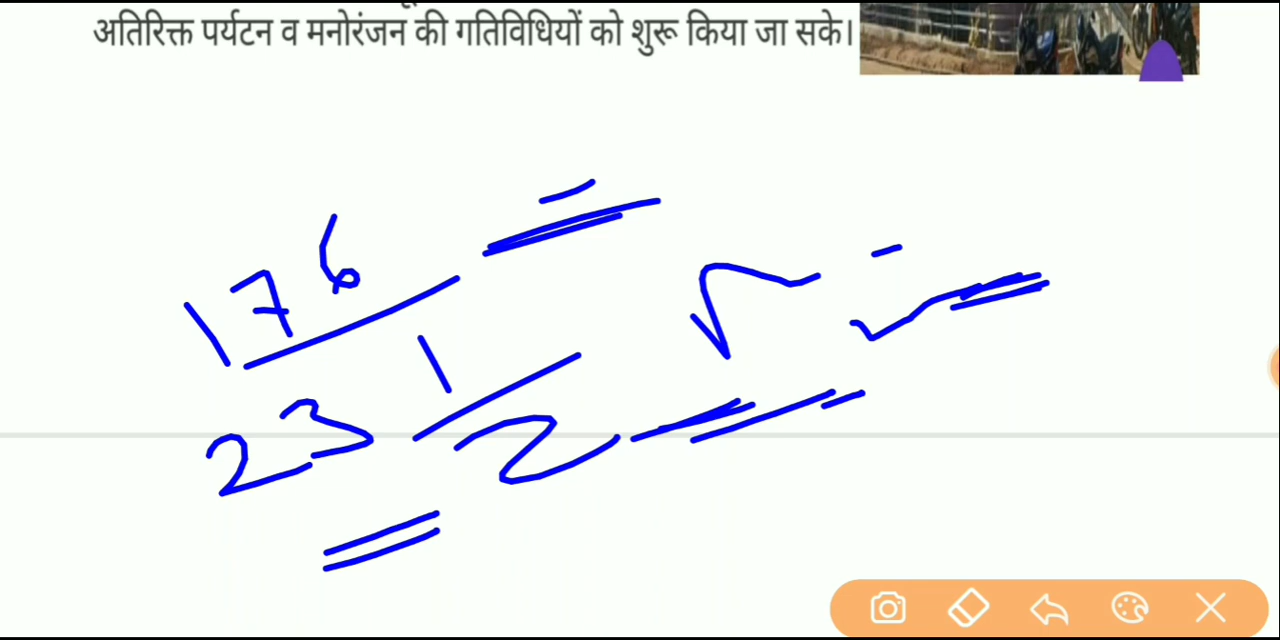 अतिरिक्त पर्यटन व मनोरंजन की गतिविधियों को शुरू किया जा सके।
176
1
23
2